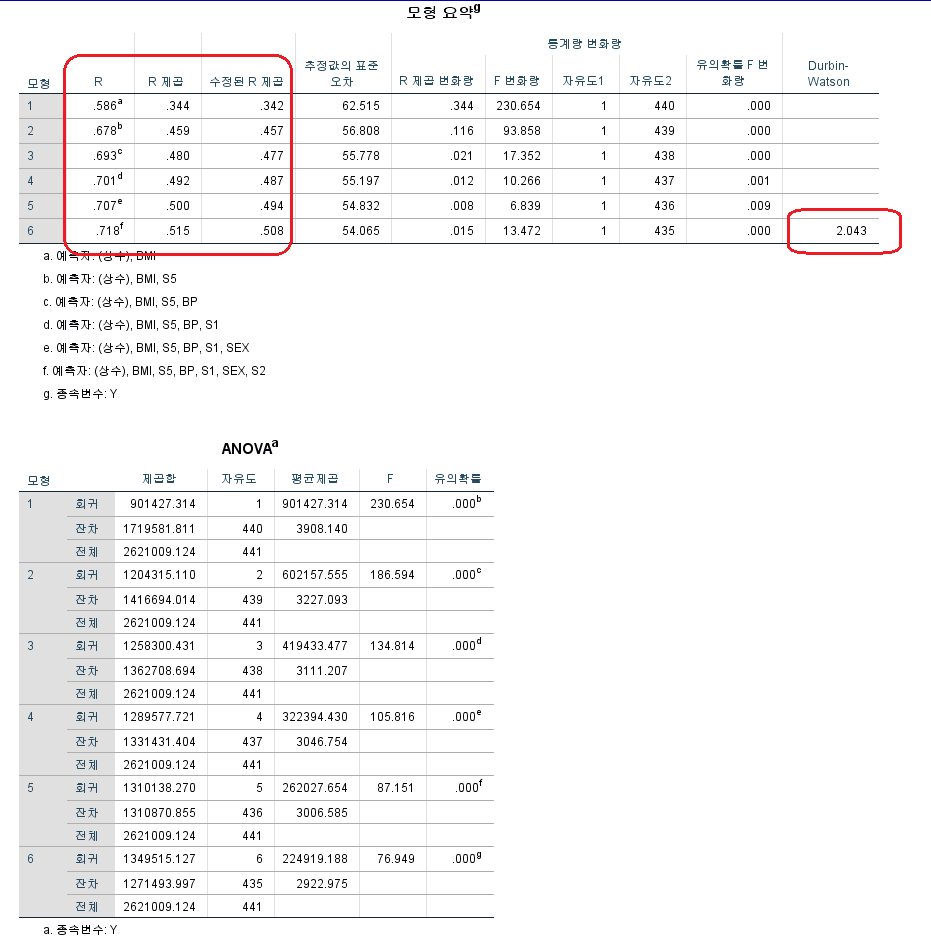 모형 요약g
통계량 변화량
모형 R R 제곱 수정된 R 제곱 추정값의 표준 오차 R 제곱 변화량 F 변화량 자유도1 자유도2 유의확률 F 변화량 Durbin-Watson
1 .586a .344 .342 62.515 .344 230.654 1 440 .000
2 .678b .459 .457 56.808 .116 93.858 1 439 .000
3 .693c .480 .477 55.778 .021 17.352 1 438 .000
4 .701d .492 .487 55.197 .012 10.266 1 437 .001
5 .707e .500 .494 54.832 .008 6.839 1 436 .009
6 .718f .515 .508 54.065 .015 13.472 1 435 .000 2.043
a. 예측자: (상수), BMI
b. 예측자: (상수), BMI, S5
c. 예측자: (상수), BMI, S5, BP
d. 예측자: (상수), BMI, S5, BP, S1
e. 예측자: (상수), BMI, S5, BP, S1, SEX
f. 예측자: (상수), BMI, S5, BP, S1, SEX, S2
g. 종속변수: Y
ANOVAa
모형 제곱합 자유도 평균제곱 F 유의확률
1 회귀 901427.314 1 901427.314 230.654 .000b
잔차 1719581.811 440 3908.140
전체 2621009.124 441
2 회귀 1204315.110 2 602157.555 186.594 .000c
잔차 1416694.014 439 3227.093
전체 2621009.124 441
3 회귀 1258300.431 3 419433.477 134.814 .000d
잔차 1362708.694 438 3111.207
전체 2621009.124 441
4 회귀 1289577.721 4 322394.430 105.816 .000e
잔차 1331431.404 437 3046.754
전체 2621009.124 441
5 회귀 1310138.270 5 262027.654 87.151 .000f
잔차 1310870.855 436 3006.585
전체 2621009.124 441
6 회귀 1349515.127 6 224919.188 76.949 .000g
잔차 1271493.997 435 2922.975
전체 2621009.124 441
a. 종속변수: Y